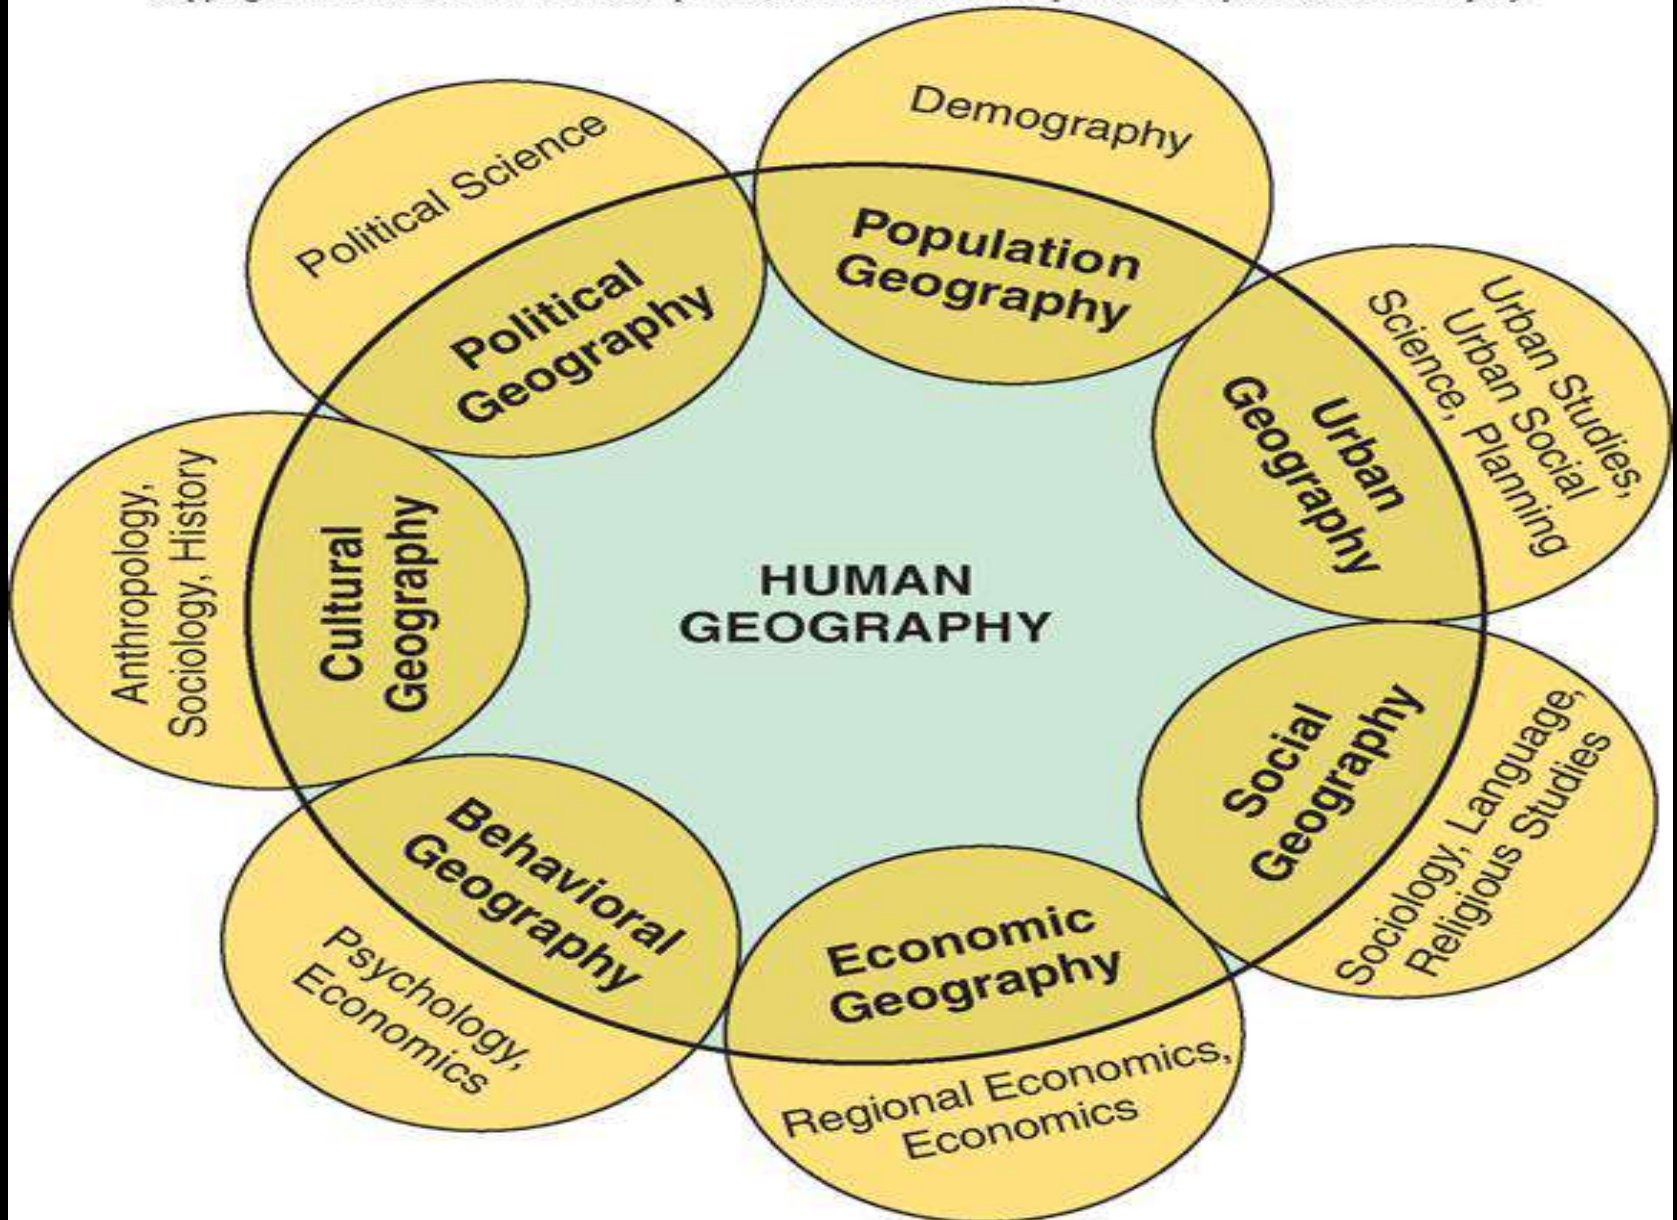 Demography
Population
Geography
Political Science
Political
Geography
Urban Studies,
Urban Social
Science, Planning
Urban
Geography
Anthropology,
Sociology, History
Cultural
Geography
HUMAN
GEOGRAPHY
Social
Geography
Sociology, Language,
Religious Studies
Behavioral
Geography
Psychology,
Economics
Economic
Geography
Regional Economics,
Economics